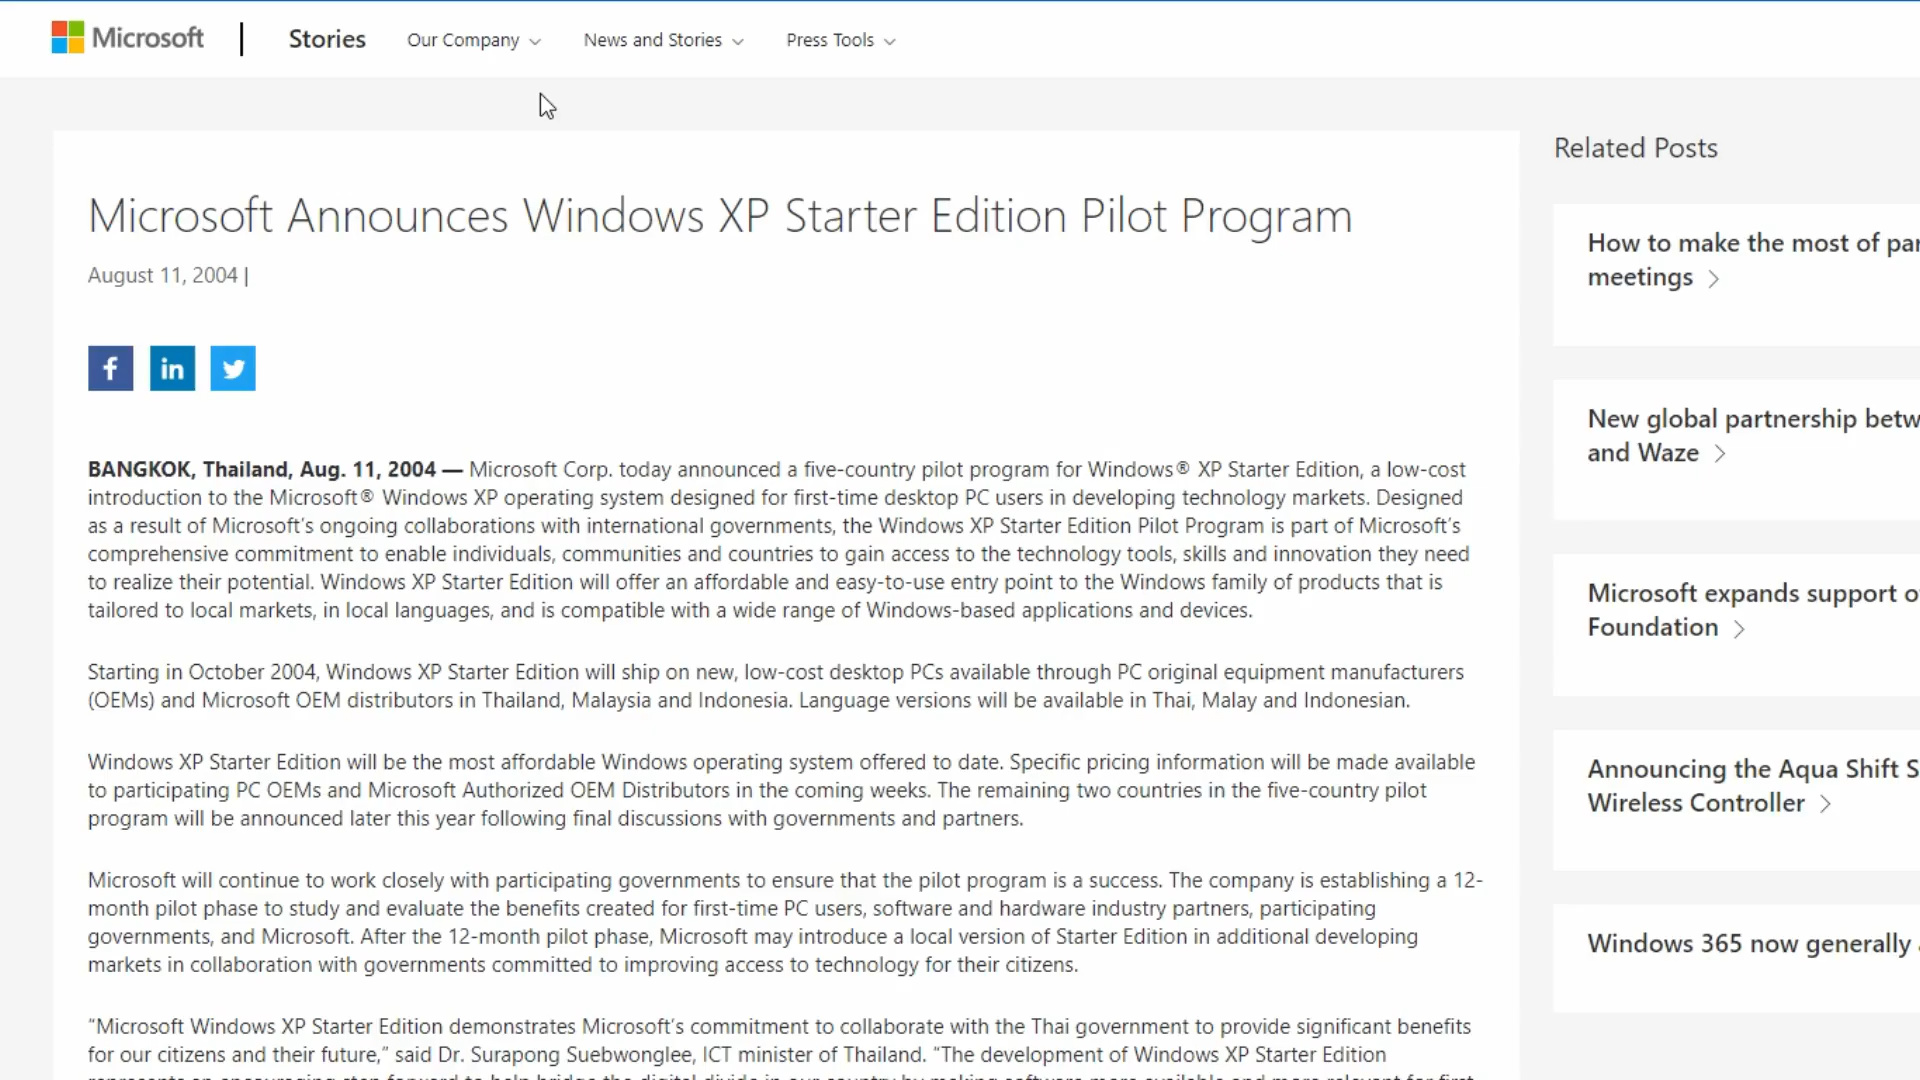 Microsoft
Stories
Our Company
News and Stories
Press Tools
Microsoft Announces Windows XP Starter Edition Pilot Program
August 11, 2004 |
f
in
BANGKOK, Thailand, Aug. 11, 2004 — Microsoft Corp. today announced a five-country pilot program for Windows® XP Starter Edition, a low-cost
introduction to the Microsoft® Windows XP operating system designed for first-time desktop PC users in developing technology markets. Designed
as a result of Microsoft’s ongoing collaborations with international governments, the Windows XP Starter Edition Pilot Program is part of Microsoft’s
comprehensive commitment to enable individuals, communities and countries to gain access to the technology tools, skills and innovation they need
to realize their potential. Windows XP Starter Edition will offer an affordable and easy-to-use entry point to the Windows family of products that is
tailored to local markets, in local languages, and is compatible with a wide range of Windows-based applications and devices.
Starting in October 2004, Windows XP Starter Edition will ship on new, low-cost desktop PCs available through PC original equipment manufacturers
(OEMs) and Microsoft OEM distributors in Thailand, Malaysia and Indonesia. Language versions will be available in Thai, Malay and Indonesian.
Windows XP Starter Edition will be the most affordable Windows operating system offered to date. Specific pricing information will be made available
to participating PC OEMs and Microsoft Authorized OEM Distributors in the coming weeks. The remaining two countries in the five-country pilot
program will be announced later this year following final discussions with governments and partners.
Microsoft will continue to work closely with participating governments to ensure that the pilot program is a success. The company is establishing a 12-
month pilot phase to study and evaluate the benefits created for first-time PC users, software and hardware industry partners, participating
governments, and Microsoft. After the 12-month pilot phase, Microsoft may introduce a local version of Starter Edition in additional developing
markets in collaboration with governments committed to improving access to technology for their citizens.
“Microsoft Windows XP Starter Edition demonstrates Microsoft’s commitment to collaborate with the Thai government to provide significant benefits
for our citizens and their future,” said Dr. Surapong Suebwonglee, ICT minister of Thailand. “The development of Windows XP Starter Edition
Related Posts
How to make the most of
meetings
New global partnership
and Waze
Microsoft expands support
Foundation
Announcing the Aqua Shift
Wireless Controller
Windows 365 now generally